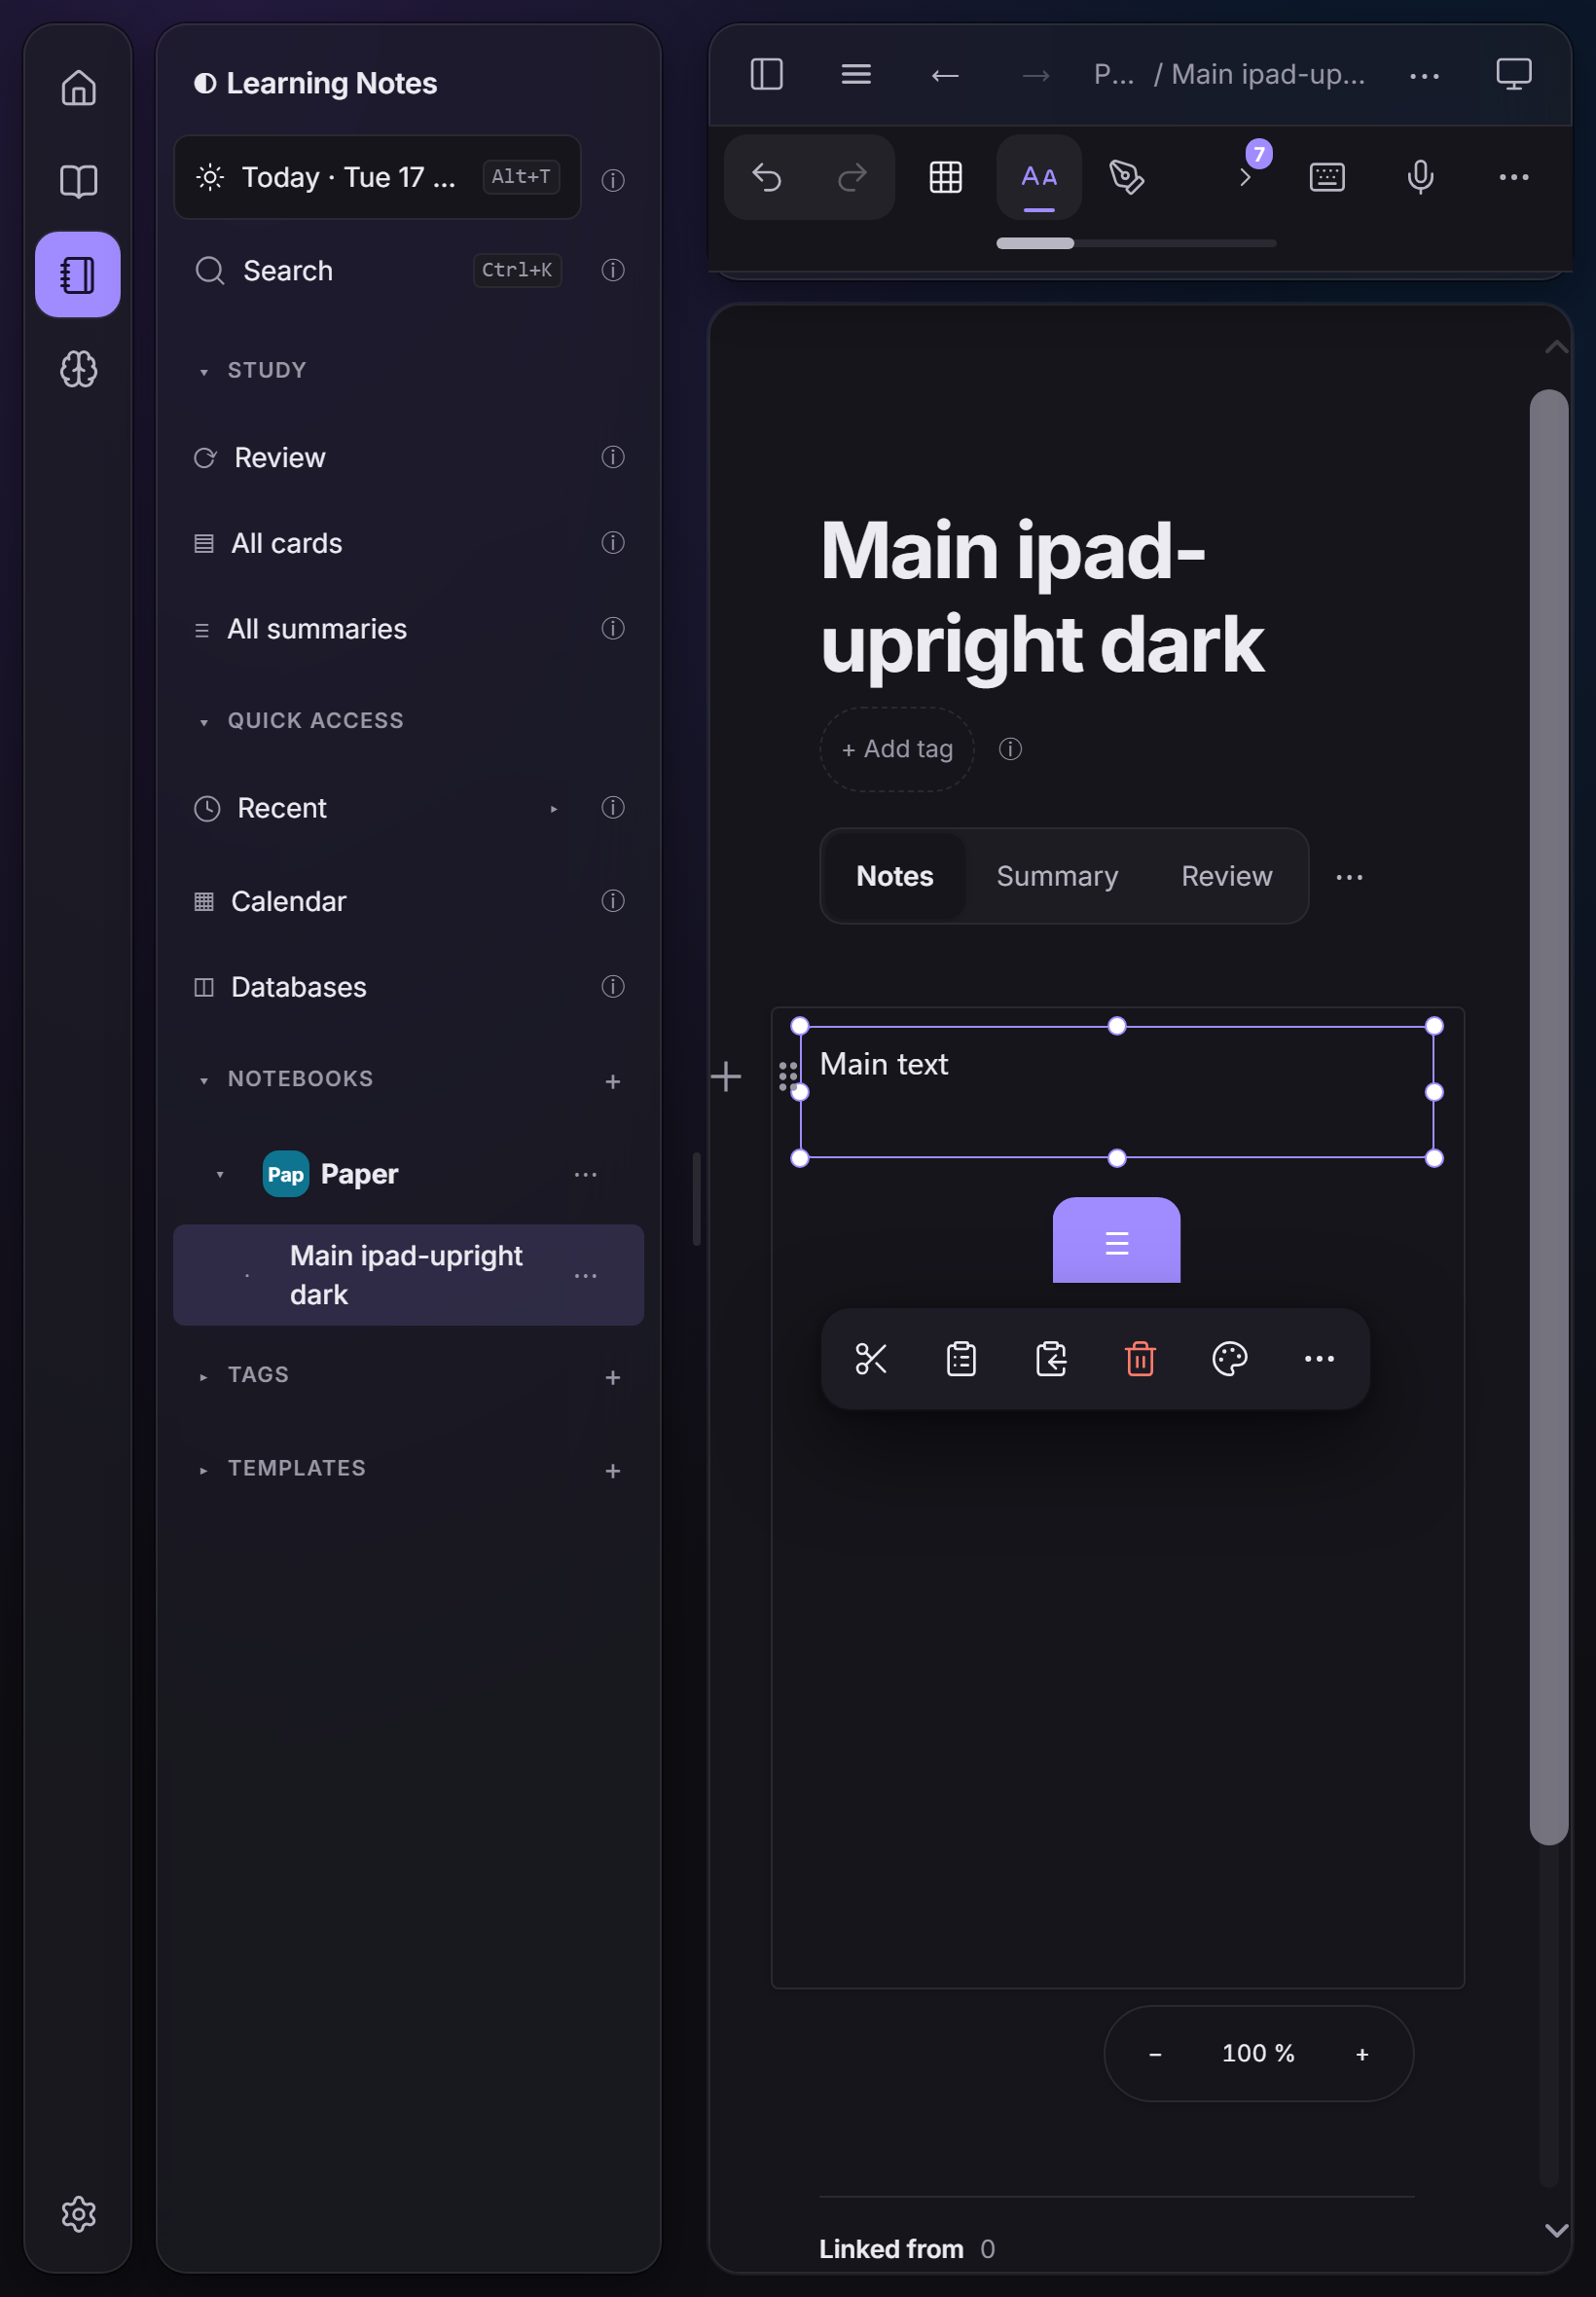 Learning Notes
Today · Tue 17 ... Alt+T
Search Ctrl+K
STUDY
Review
All cards
All summaries
QUICK ACCESS
Recent
Calendar
Databases
NOTEBOOKS
Pap Paper
Main ipad-upright
dark
TAGS
TEMPLATES
P... / Main ipad-up...
AA
7
Main ipad-
upright dark
+ Add tag
Notes Summary Review
Main text
− 100 % +
Linked from 0